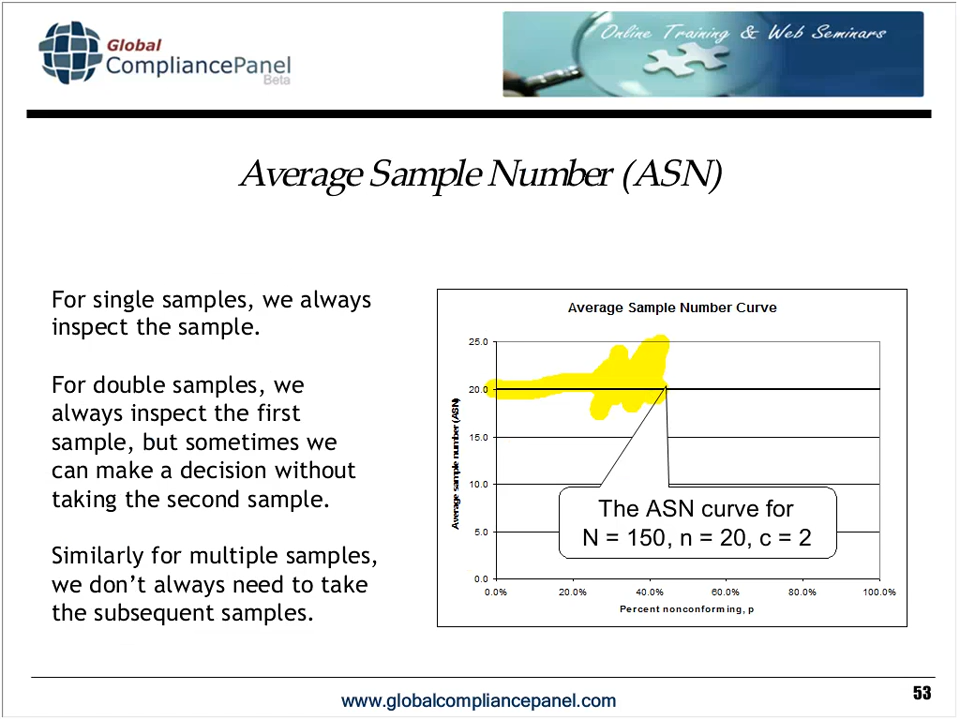 Global
CompliancePanel
Beta
Online Training & Web Seminars
Average Sample Number (ASN)
For single samples, we always
inspect the sample.
For double samples, we
always inspect the first
sample, but sometimes we
can make a decision without
taking the second sample.
Similarly for multiple samples,
we don't always need to take
the subsequent samples.
Average Sample Number Curve
Average sample number (ASN)
25.0
20.0
15.0
10.0
5.0
0.0
The ASN curve for
N = 150, n = 20, c = 2
0.0% 20.0% 40.0% 60.0% 80.0% 100.0%
Percent nonconforming, p
www.globalcompliancepanel.com
53